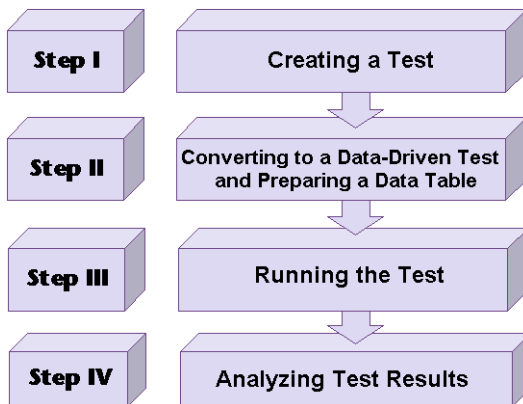 Step I
Creating a Test
Step II
Converting to a Data-Driven Test
and Preparing a Data Table
Step III
Running the Test
Step IV
Analyzing Test Results